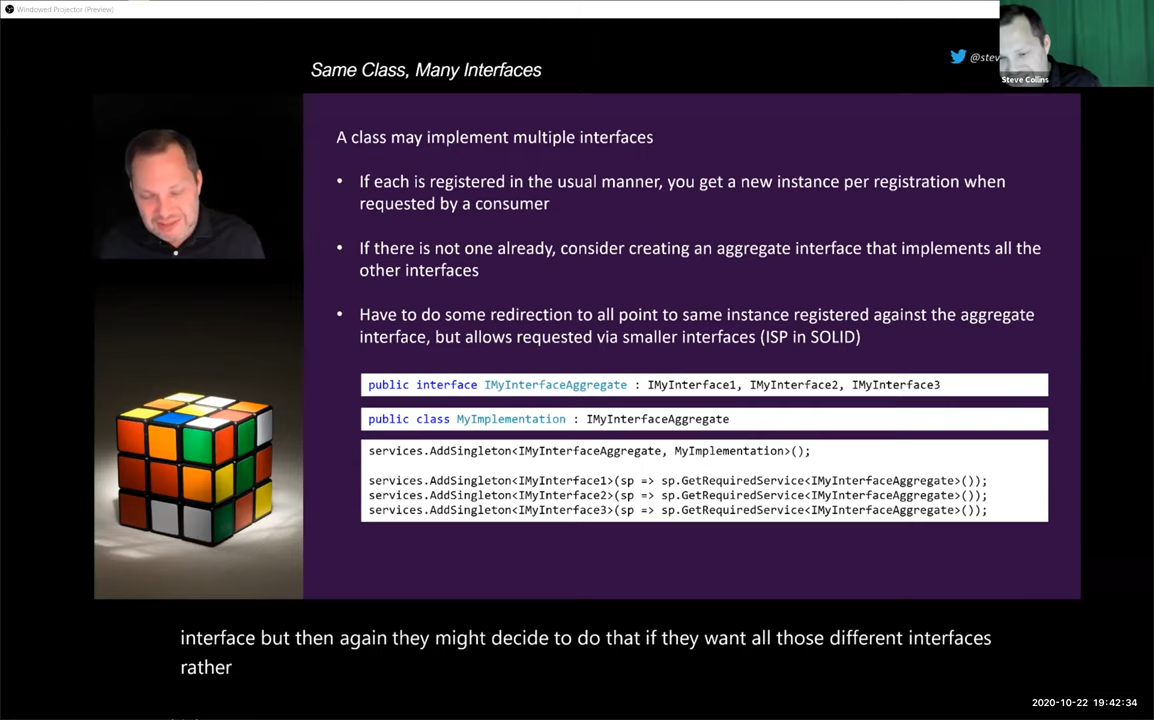 Windowed Projector (Preview)
Same Class, Many Interfaces
@stev
Steve Collins
A class may implement multiple interfaces
• If each is registered in the usual manner, you get a new instance per registration when
requested by a consumer
• If there is not one already, consider creating an aggregate interface that implements all the
other interfaces
• Have to do some redirection to all point to same instance registered against the aggregate
interface, but allows requested via smaller interfaces (ISP in SOLID)
public interface IMyInterfaceAggregate : IMyInterface1, IMyInterface2, IMyInterface3
public class MyImplementation : IMyInterfaceAggregate
services.AddSingleton<IMyInterfaceAggregate, MyImplementation>();
services.AddSingleton<IMyInterface1>(sp => sp.GetRequiredService<IMyInterfaceAggregate>());
services.AddSingleton<IMyInterface2>(sp => sp.GetRequiredService<IMyInterfaceAggregate>());
services.AddSingleton<IMyInterface3>(sp => sp.GetRequiredService<IMyInterfaceAggregate>());
interface but then again they might decide to do that if they want all those different interfaces
rather
2020-10-22 19:42:34